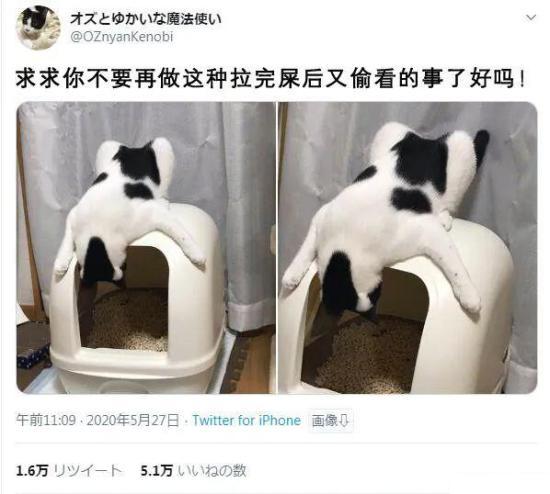 オズとゆかいな魔法使い
@OZnyanKenobi
求求你不要再做这种拉完屎后又偷看的事了好吗！
午前11:09 · 2020年5月27日 · Twitter for iPhone 画像⇩
1.6万 リツイート 5.1万 いいねの数